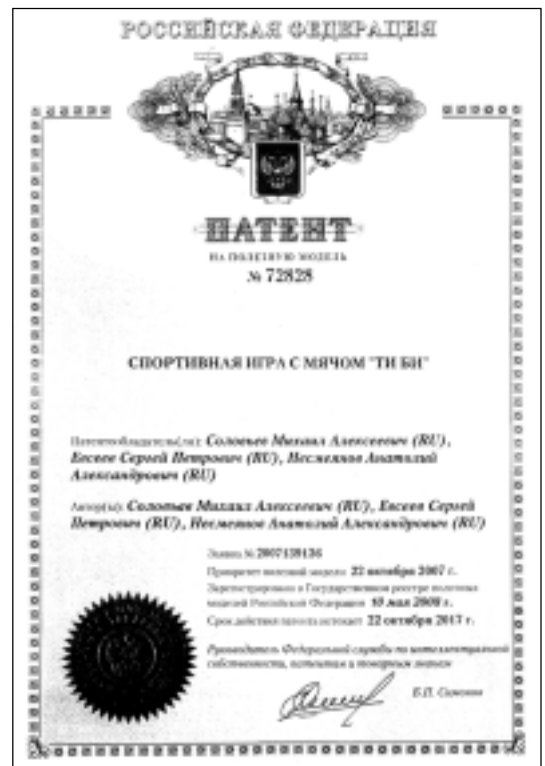 РОССИЙСКАЯ ФЕДЕРАЦИЯ
ПАТЕНТ
НА ПОЛЕЗНУЮ МОДЕЛЬ
№ 72828
СПОРТИВНАЯ ИГРА С МЯЧОМ "ТИ БИ"
Патентообладатель(ли): Соловьев Михаил Алексеевич (RU),
Евсеев Сергей Петрович (RU), Несмеянов Анатолий
Александрович (RU)
Автор(ы): Соловьев Михаил Алексеевич (RU), Евсеев Сергей
Петрович (RU), Несмеянов Анатолий Александрович (RU)
Заявка № 2007139136
Приоритет полезной модели 22 октября 2007 г.
Зарегистрировано в Государственном реестре полезных
моделей Российской Федерации 10 мая 2008 г.
Срок действия патента истекает 22 октября 2017 г.
Руководитель Федеральной службы по интеллектуальной
собственности, патентам и товарным знакам
Б.П. Симонов